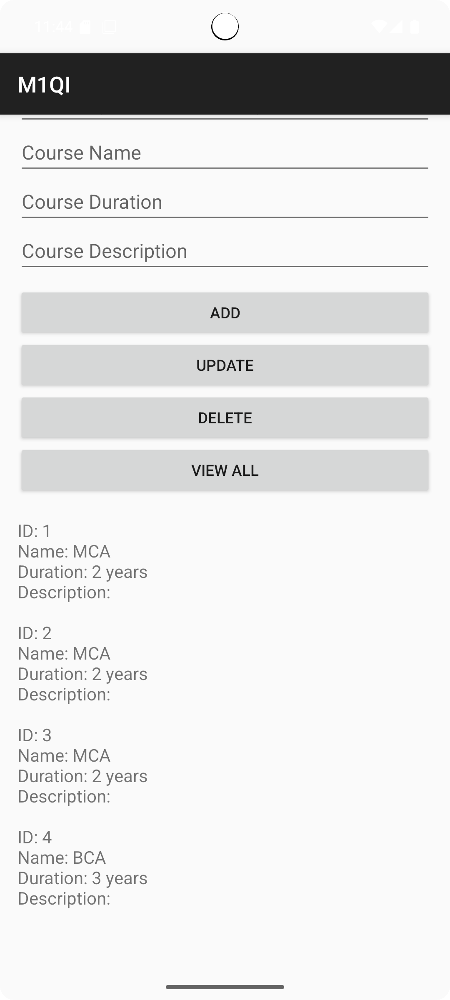 11:44
M1QI
Course Name
Course Duration
Course Description
ADD
UPDATE
DELETE
VIEW ALL
ID: 1
Name: MCA
Duration: 2 years
Description:
ID: 2
Name: MCA
Duration: 2 years
Description:
ID: 3
Name: MCA
Duration: 2 years
Description:
ID: 4
Name: BCA
Duration: 3 years
Description: